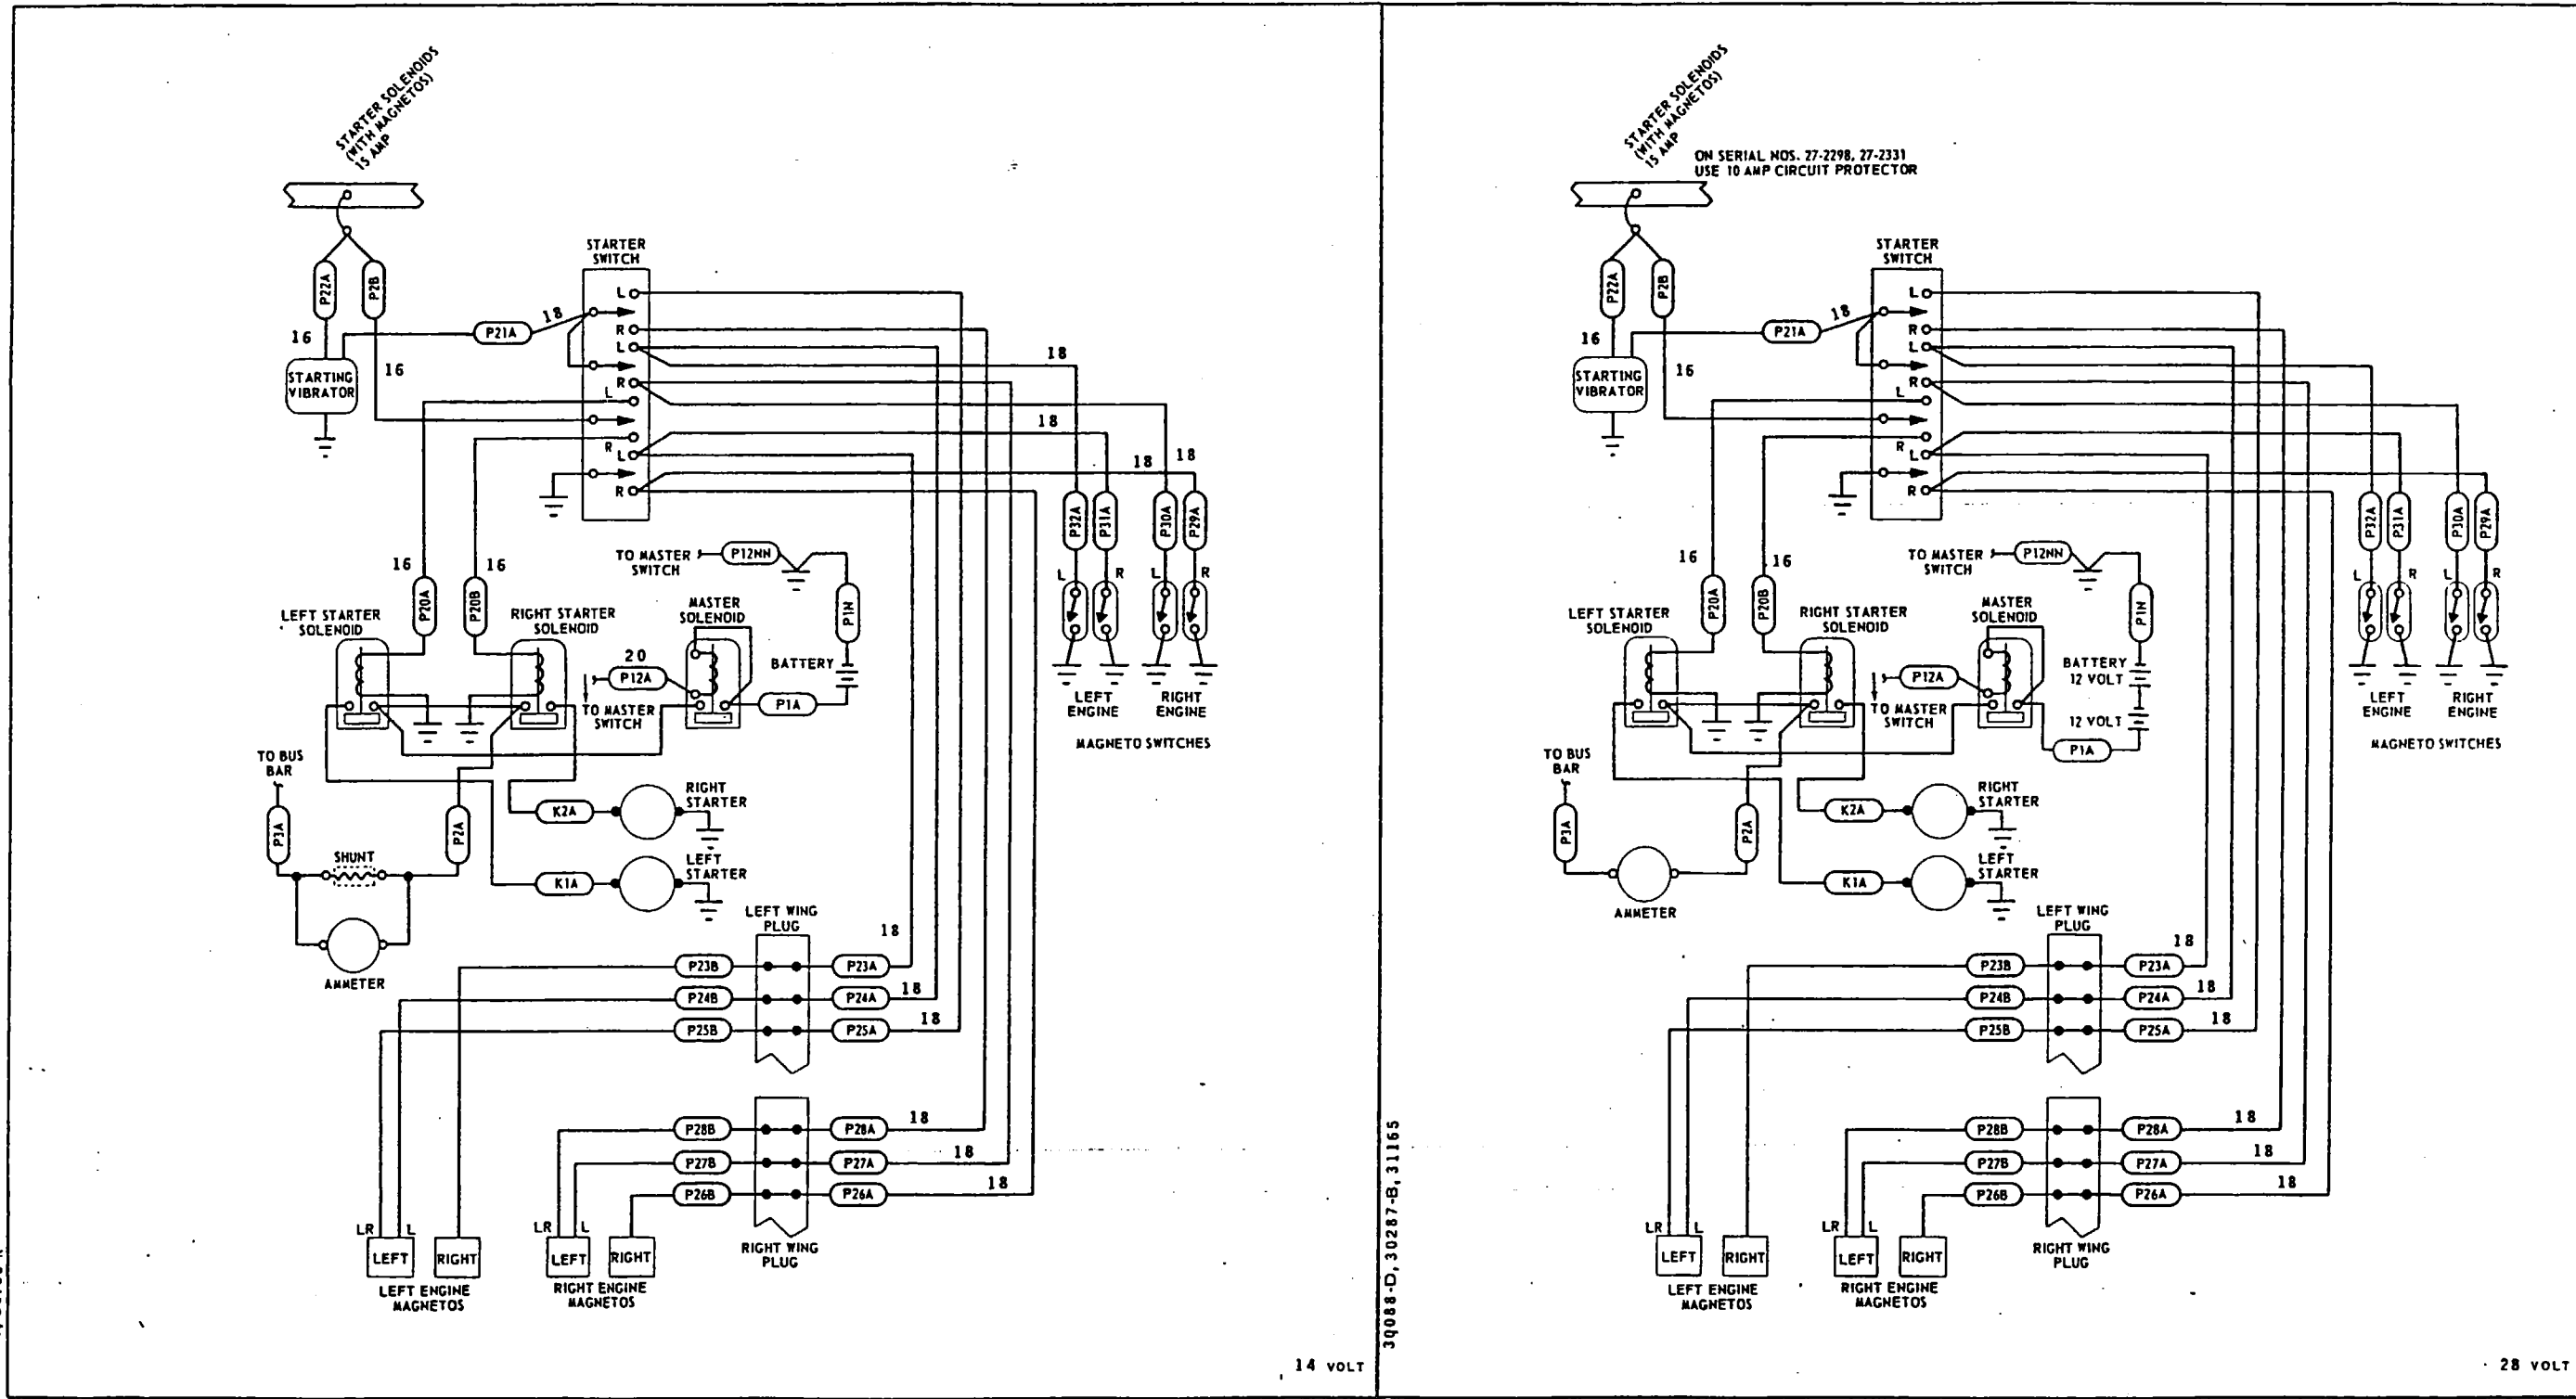 STARTER SOLENOIDS
(WITH MAGNETOS)
15 AMP
STARTER
SWITCH
P22A
P2B
16
16
P21A
18
STARTING
VIBRATOR
L
R
L
R
L
R
L
R
18
18
18
18
P32A
P31A
P30A
P29A
L
R
L
R
LEFT
ENGINE
RIGHT
ENGINE
MAGNETO SWITCHES
16
16
P20A
P20B
TO MASTER
SWITCH
P12NN
P1N
LEFT STARTER
SOLENOID
RIGHT STARTER
SOLENOID
MASTER
SOLENOID
20
P12A
TO MASTER
SWITCH
BATTERY
P1A
TO BUS
BAR
P3A
P2A
SHUNT
AMMETER
K2A
RIGHT
STARTER
K1A
LEFT
STARTER
LEFT WING
PLUG
18
P23B
P23A
P24B
P24A
18
P25B
P25A
18
P28B
P28A
18
P27B
P27A
18
P26B
P26A
18
RIGHT WING
PLUG
LR
L
LEFT
RIGHT
LEFT ENGINE
MAGNETOS
LR
L
LEFT
RIGHT
RIGHT ENGINE
MAGNETOS
14 VOLT
30088-D, 30287-B, 31165
STARTER SOLENOIDS
(WITH MAGNETOS)
15 AMP
ON SERIAL NOS. 27-2298, 27-2331
USE 10 AMP CIRCUIT PROTECTOR
STARTER
SWITCH
P22A
P2B
16
16
P21A
18
STARTING
VIBRATOR
L
R
L
R
L
R
L
R
P32A
P31A
P30A
P29A
L
R
L
R
LEFT
ENGINE
RIGHT
ENGINE
MAGNETO SWITCHES
16
16
P20A
P20B
TO MASTER
SWITCH
P12NN
P1N
LEFT STARTER
SOLENOID
RIGHT STARTER
SOLENOID
MASTER
SOLENOID
P12A
TO MASTER
SWITCH
BATTERY
12 VOLT
12 VOLT
P1A
TO BUS
BAR
P3A
P2A
AMMETER
K2A
RIGHT
STARTER
K1A
LEFT
STARTER
LEFT WING
PLUG
18
P23B
P23A
P24B
P24A
18
P25B
P25A
18
P28B
P28A
18
P27B
P27A
18
P26B
P26A
18
RIGHT WING
PLUG
LR
L
LEFT
RIGHT
LEFT ENGINE
MAGNETOS
LR
L
LEFT
RIGHT
RIGHT ENGINE
MAGNETOS
28 VOLT